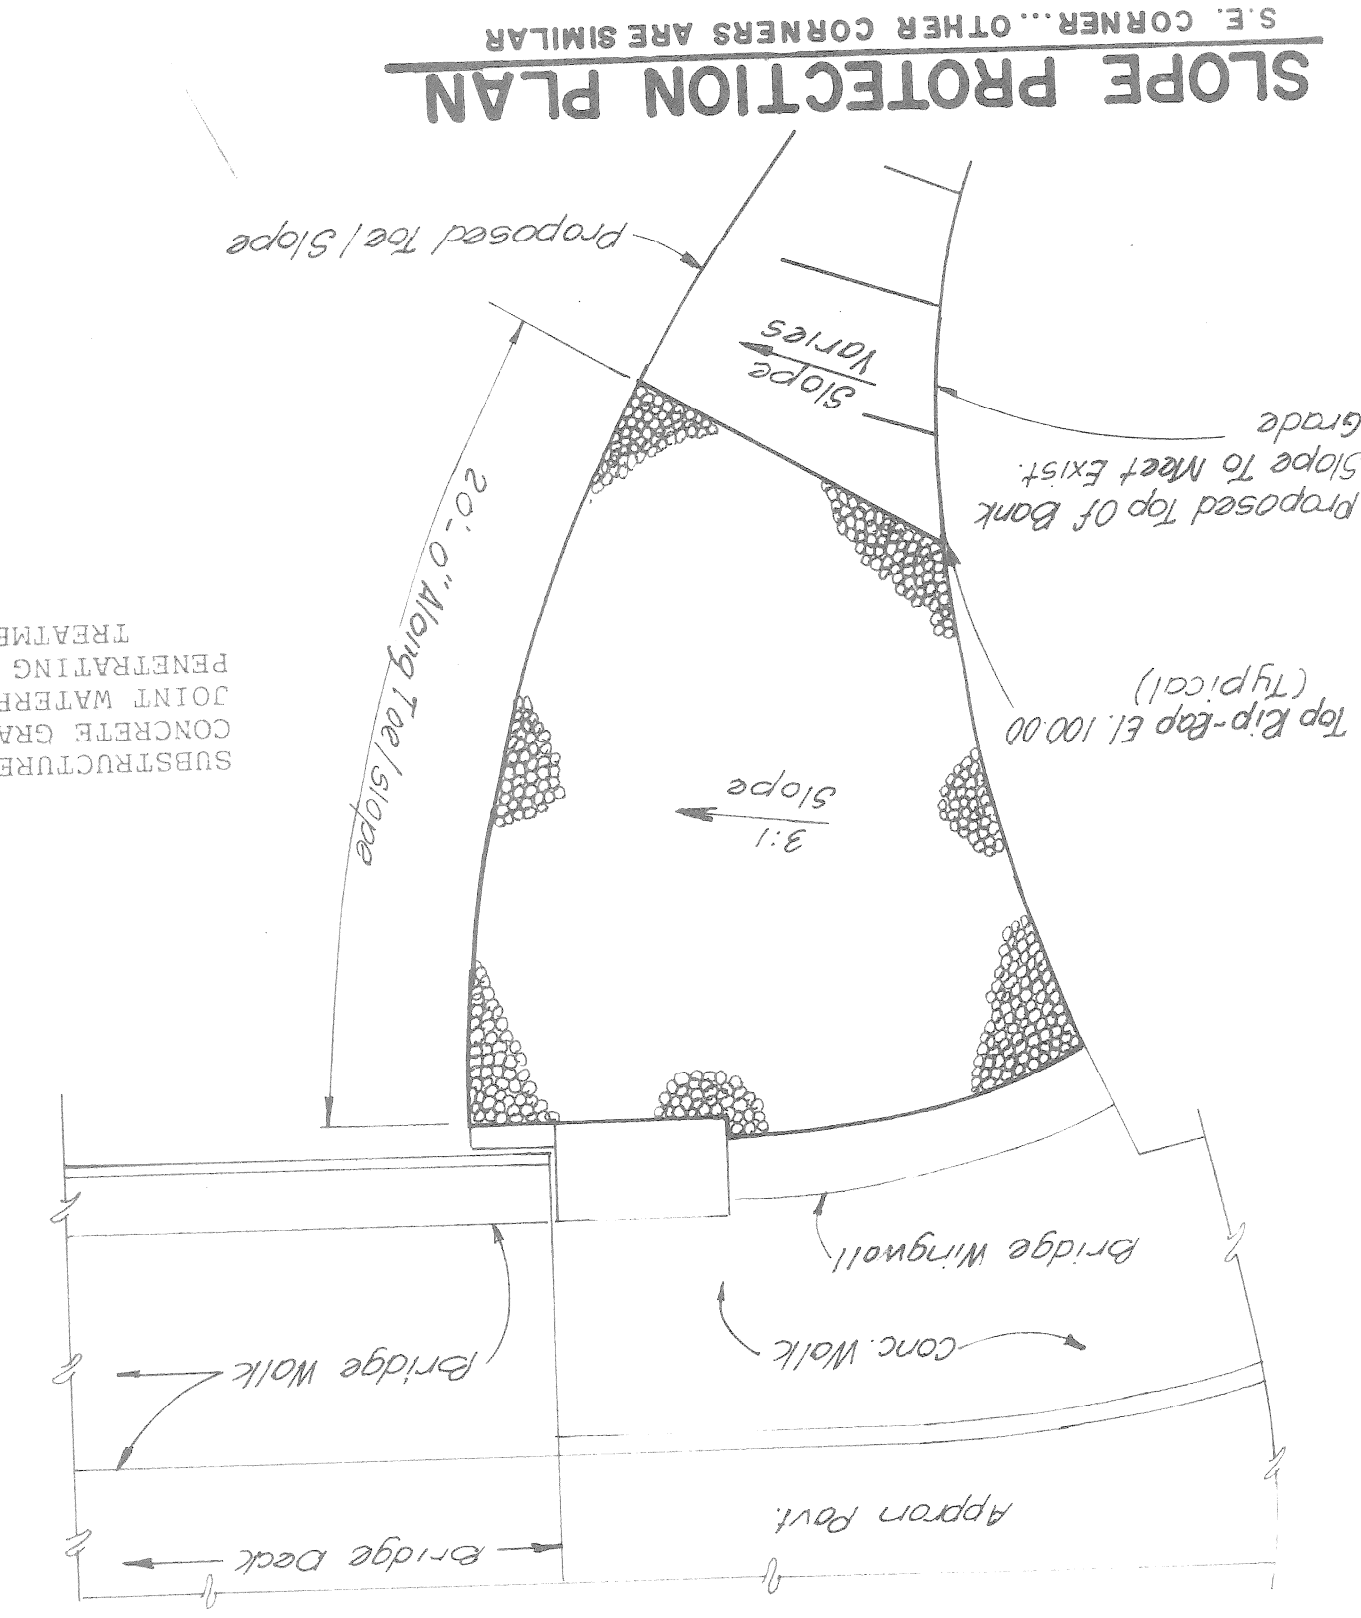 Appron Pavt.
Bridge Deck
Conc. Walk
Bridge Walk
Bridge Wingwall
3:1
Slope
Top Rip-Rap El. 100.00
(Typical)
20'-0" Along Toe/Slope
SUBSTRUCTURE
CONCRETE GRA
JOINT WATERP
PENETRATING
TREATME
Proposed Top Of Bank
Slope To Meet Exist.
Grade
Slope
Varies
Proposed Toe/Slope
SLOPE PROTECTION PLAN
S.E. CORNER...OTHER CORNERS ARE SIMILAR